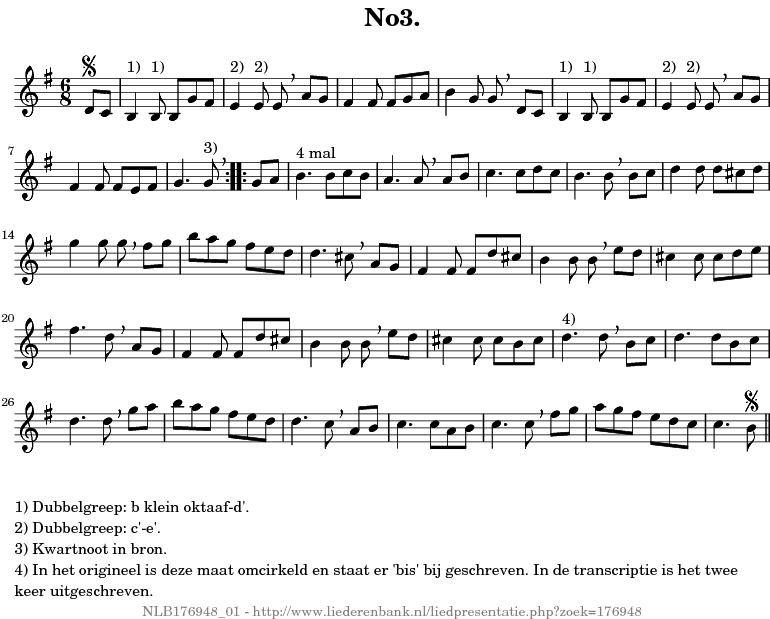 No3.
1) 1) 2) 2) 1) 1) 2) 2)
6 8
7 3) 4 mal
14
20 4)
26
1) Dubbelgreep: b klein oktaaf-d'.
2) Dubbelgreep: c'-e'.
3) Kwartnoot in bron.
4) In het origineel is deze maat omcirkeld en staat er 'bis' bij geschreven. In de transcriptie is het twee
keer uitgeschreven.
NLB176948_01 - http://www.liederenbank.nl/liedpresentatie.php?zoek=176948